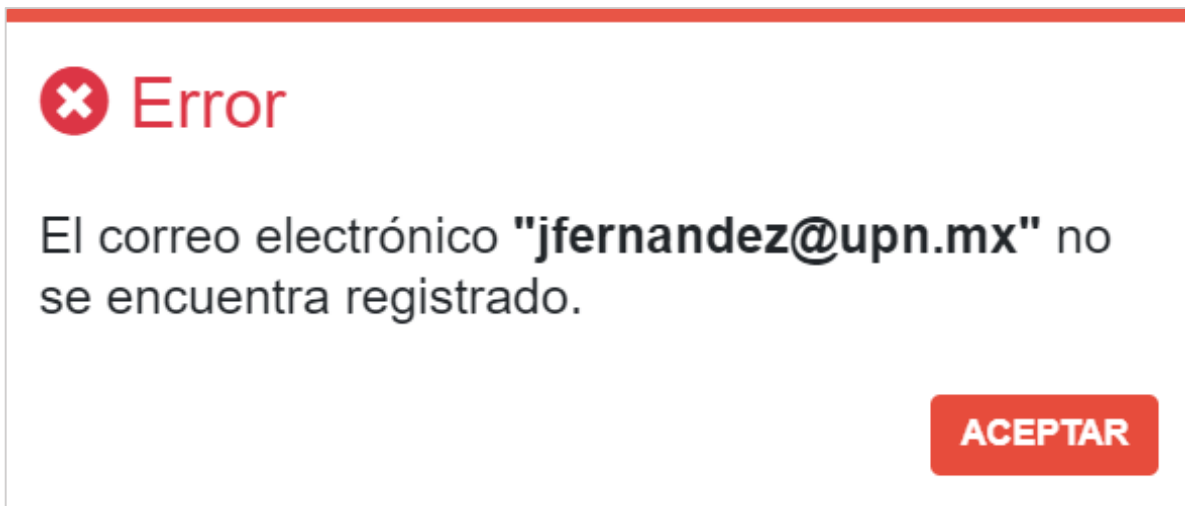 Error
El correo electrónico "jfernandez@upn.mx" no
se encuentra registrado.
ACEPTAR